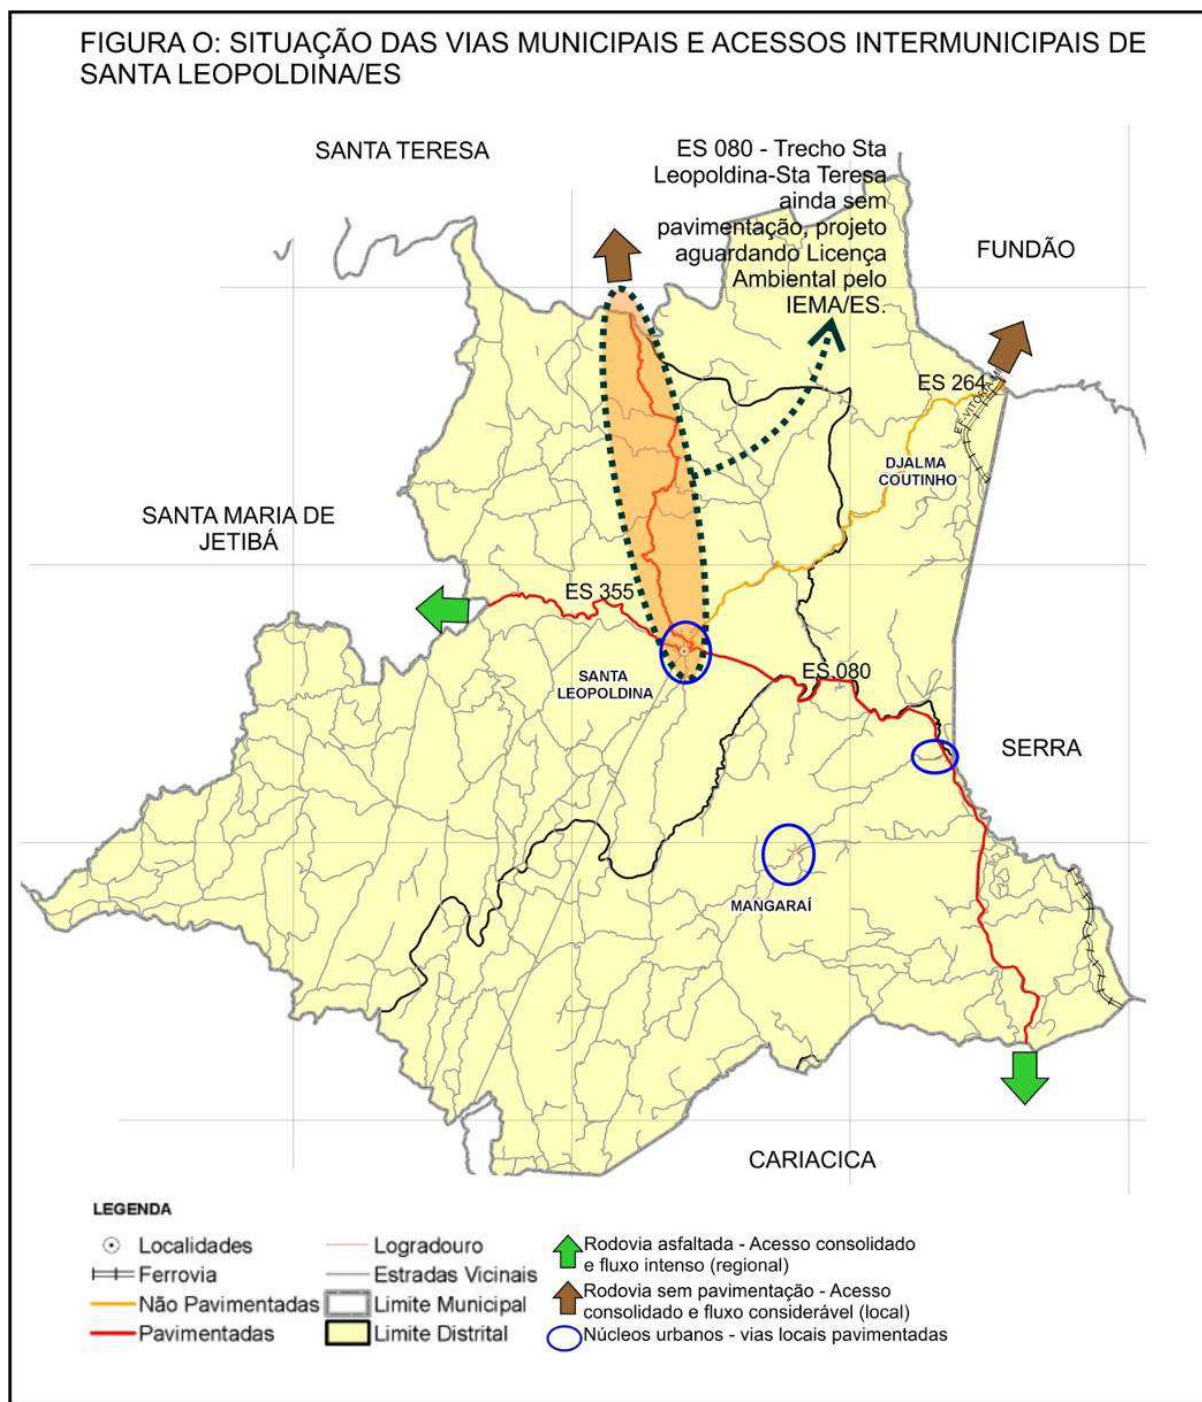 FIGURA O: SITUAÇÃO DAS VIAS MUNICIPAIS E ACESSOS INTERMUNICIPAIS DE
SANTA LEOPOLDINA/ES
SANTA TERESA
ES 080 - Trecho Sta
Leopoldina-Sta Teresa
ainda sem
pavimentação, projeto
aguardando Licença
Ambiental pelo
IEMA/ES.
FUNDÃO
ES 264
EF-VITORIA-M
DJALMA
COUTINHO
SANTA MARIA DE
JETIBÁ
ES 355
SANTA
LEOPOLDINA
ES 080
SERRA
MANGARAÍ
CARIACICA
LEGENDA
Localidades
Ferrovia
Não Pavimentadas
Pavimentadas
Logradouro
Estradas Vicinais
Limite Municipal
Limite Distrital
Rodovia asfaltada - Acesso consolidado
e fluxo intenso (regional)
Rodovia sem pavimentação - Acesso
consolidado e fluxo considerável (local)
Núcleos urbanos - vias locais pavimentadas